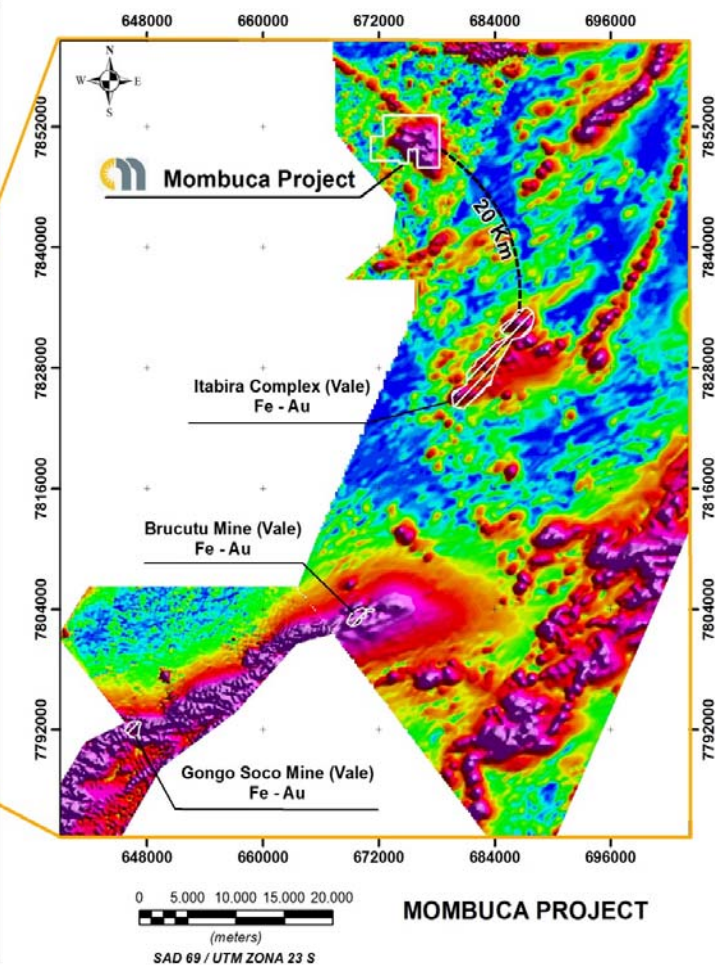 648000 660000 672000 684000 696000
N
W E
S
7852000
Mombuca Project
20 Km
7840000
7828000
Itabira Complex (Vale)
Fe - Au
7816000
Brucutu Mine (Vale)
Fe - Au
7804000
7792000
Gongo Soco Mine (Vale)
Fe - Au
7852000
7840000
7828000
7816000
7804000
7792000
648000 660000 672000 684000 696000
0 5.000 10.000 15.000 20.000
(meters)
SAD 69 / UTM ZONA 23 S
MOMBUCA PROJECT